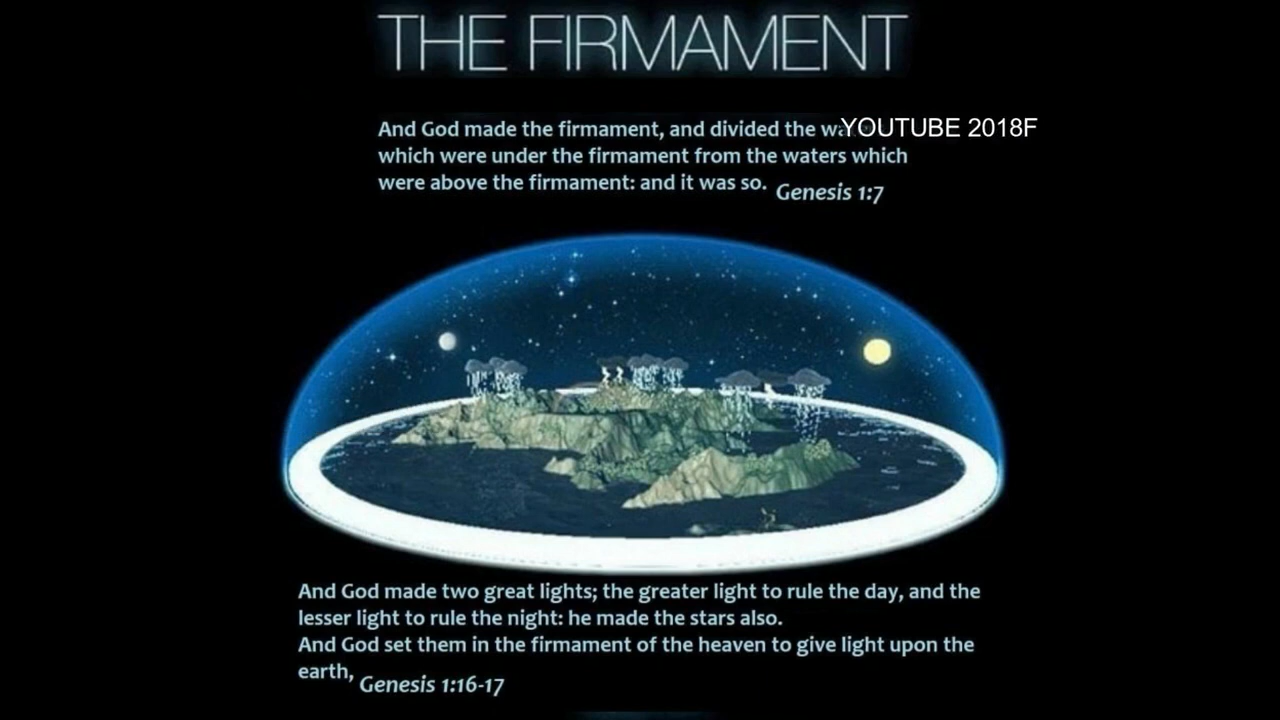 THE FIRMAMENT
And God made the firmament, and divided the YOUTUBE 2018F
which were under the firmament from the waters which
were above the firmament: and it was so. Genesis 1:7
And God made two great lights; the greater light to rule the day, and the
lesser light to rule the night: he made the stars also.
And God set them in the firmament of the heaven to give light upon the
earth, Genesis 1:16-17